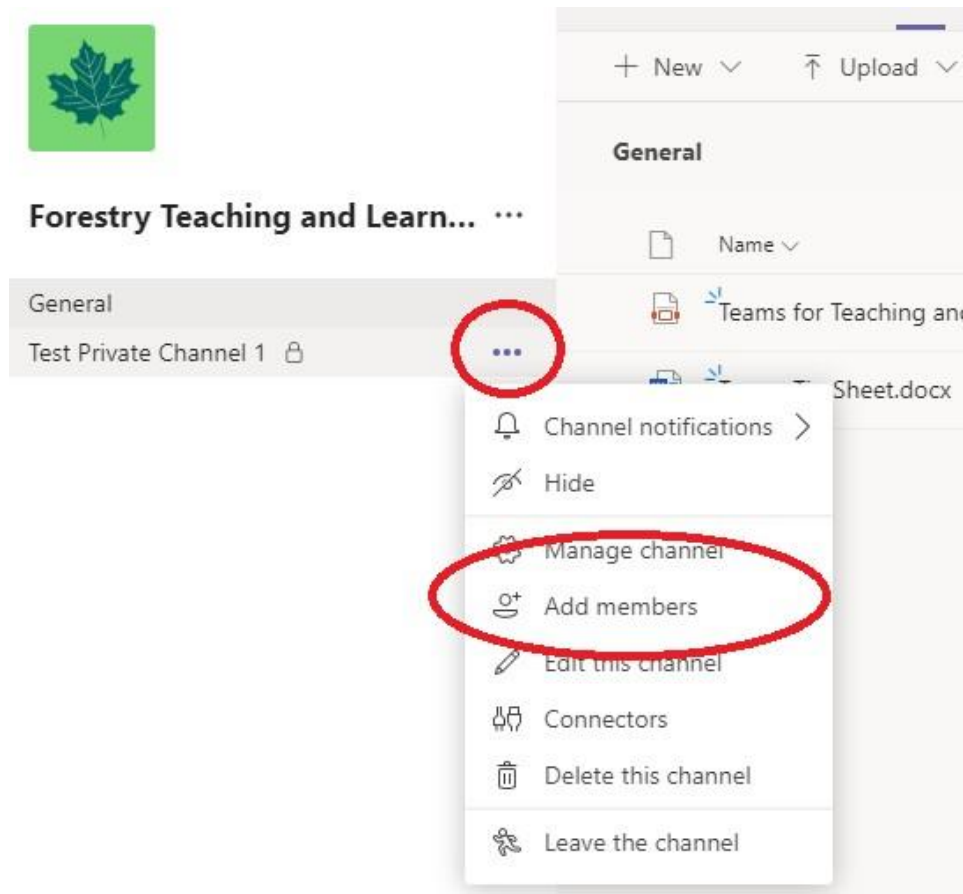 Forestry Teaching and Learn... ...
General
Test Private Channel 1
New
Upload
General
Name
Teams for Teaching and
Sheet.docx
Channel notifications
Hide
Manage channel
Add members
Edit this channel
Connectors
Delete this channel
Leave the channel